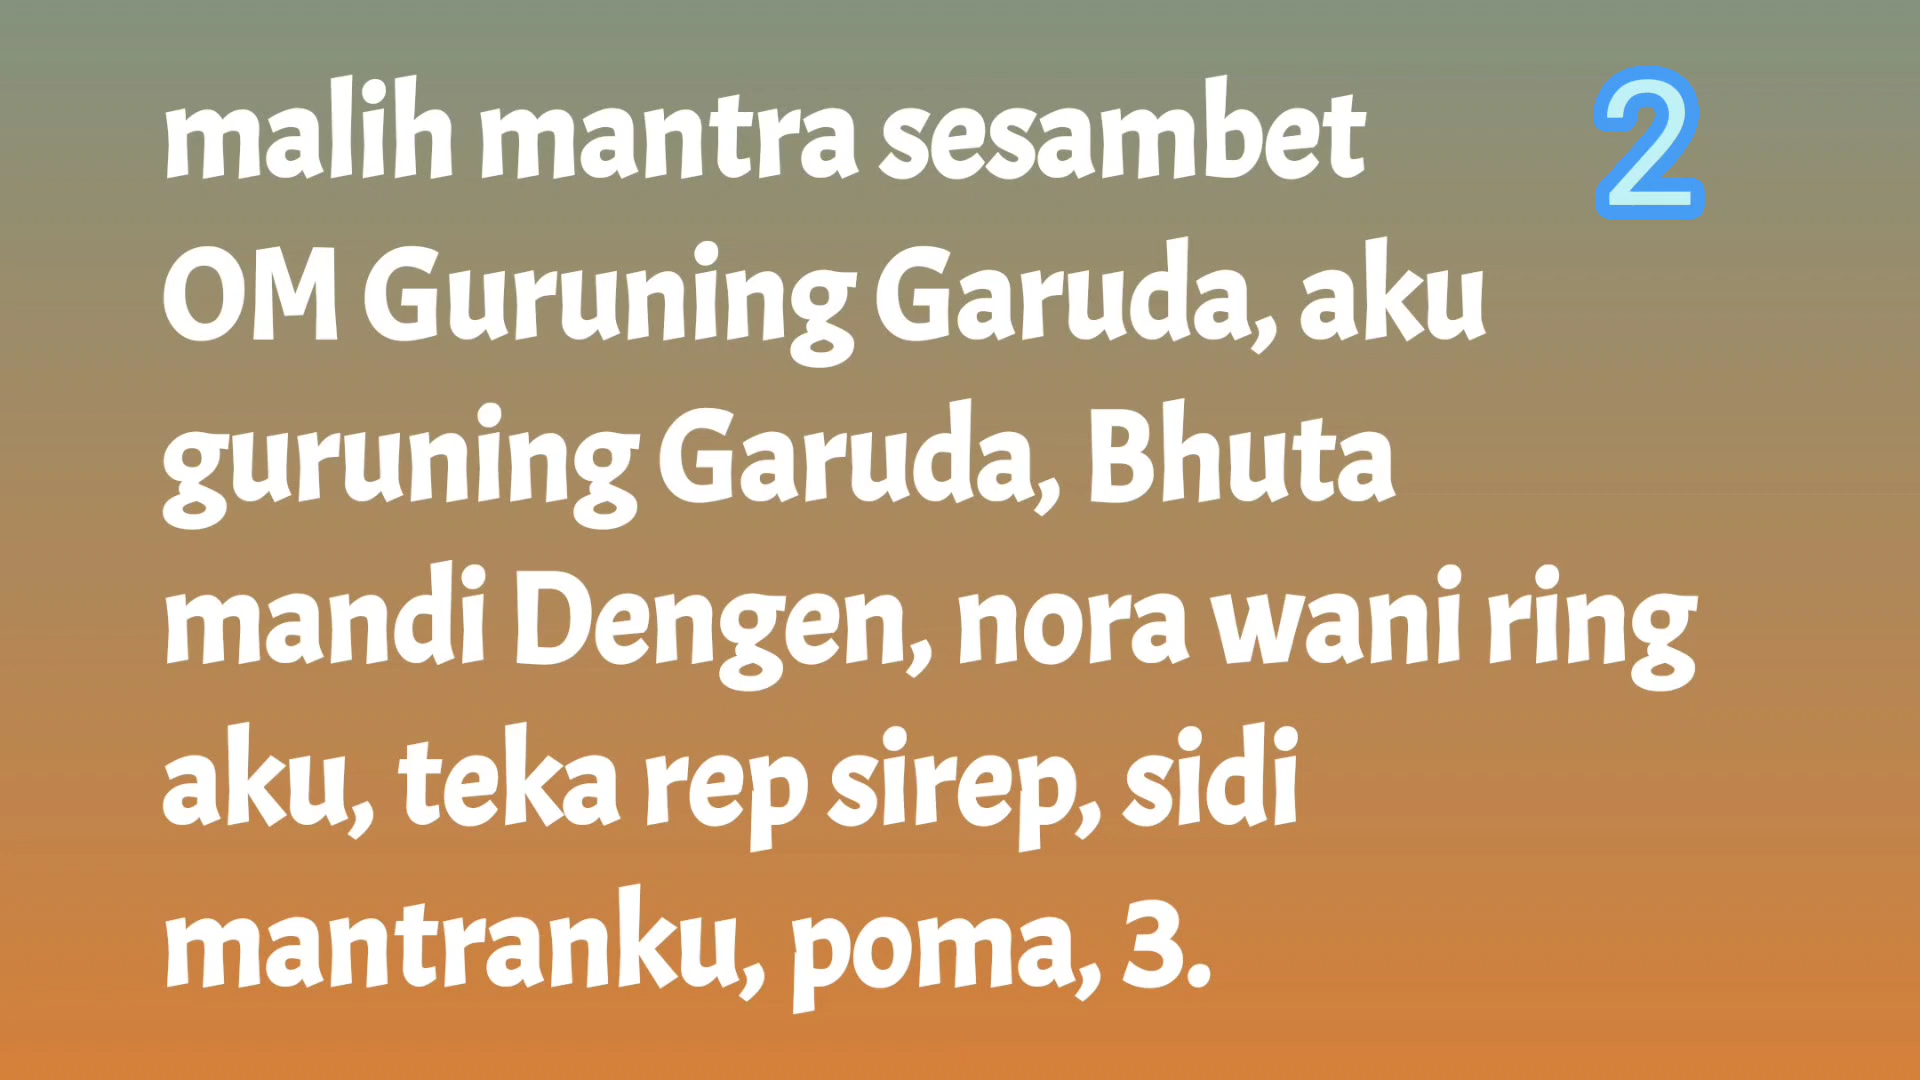 malih mantra sesambet
2
OM Guruning Garuda, aku
guruning Garuda, Bhuta
mandi Dengen, nora wani ring
aku, teka rep sirep, sidi
mantranku, poma, 3.